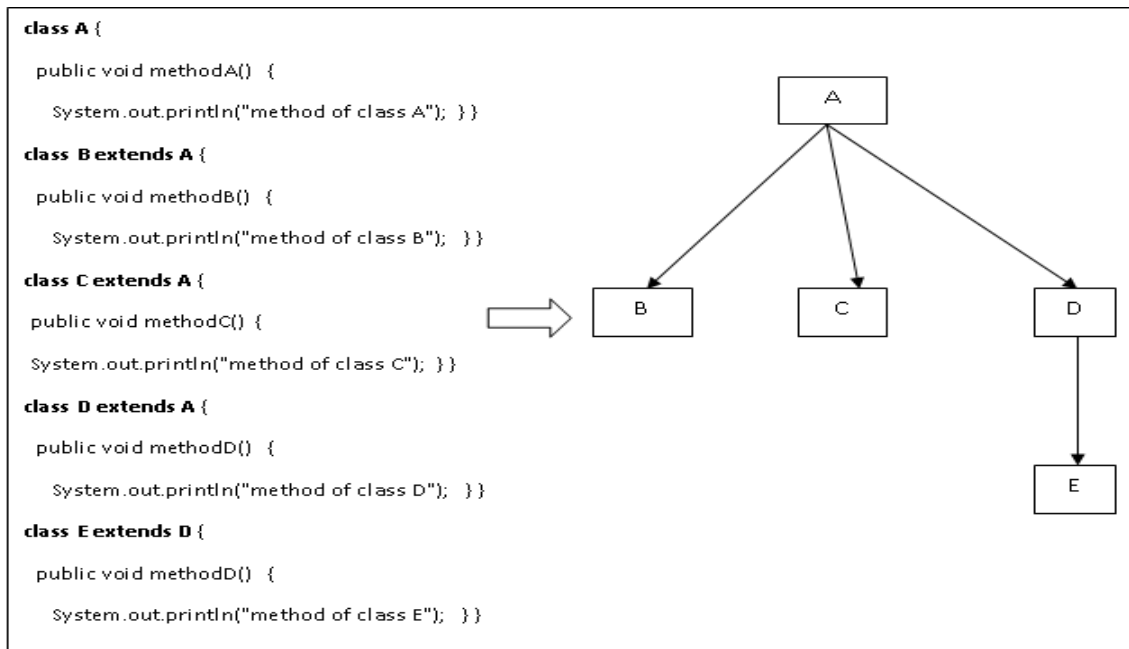 class A {
public void methodA() {
System.out.println("method of class A"); } }
class B extends A {
public void methodB() {
System.out.println("method of class B"); } }
class C extends A {
public void methodC() {
System.out.println("method of class C"); } }
class D extends A {
public void methodD() {
System.out.println("method of class D"); } }
class E extends D {
public void methodD() {
System.out.println("method of class E"); } }
A
B
C
D
E